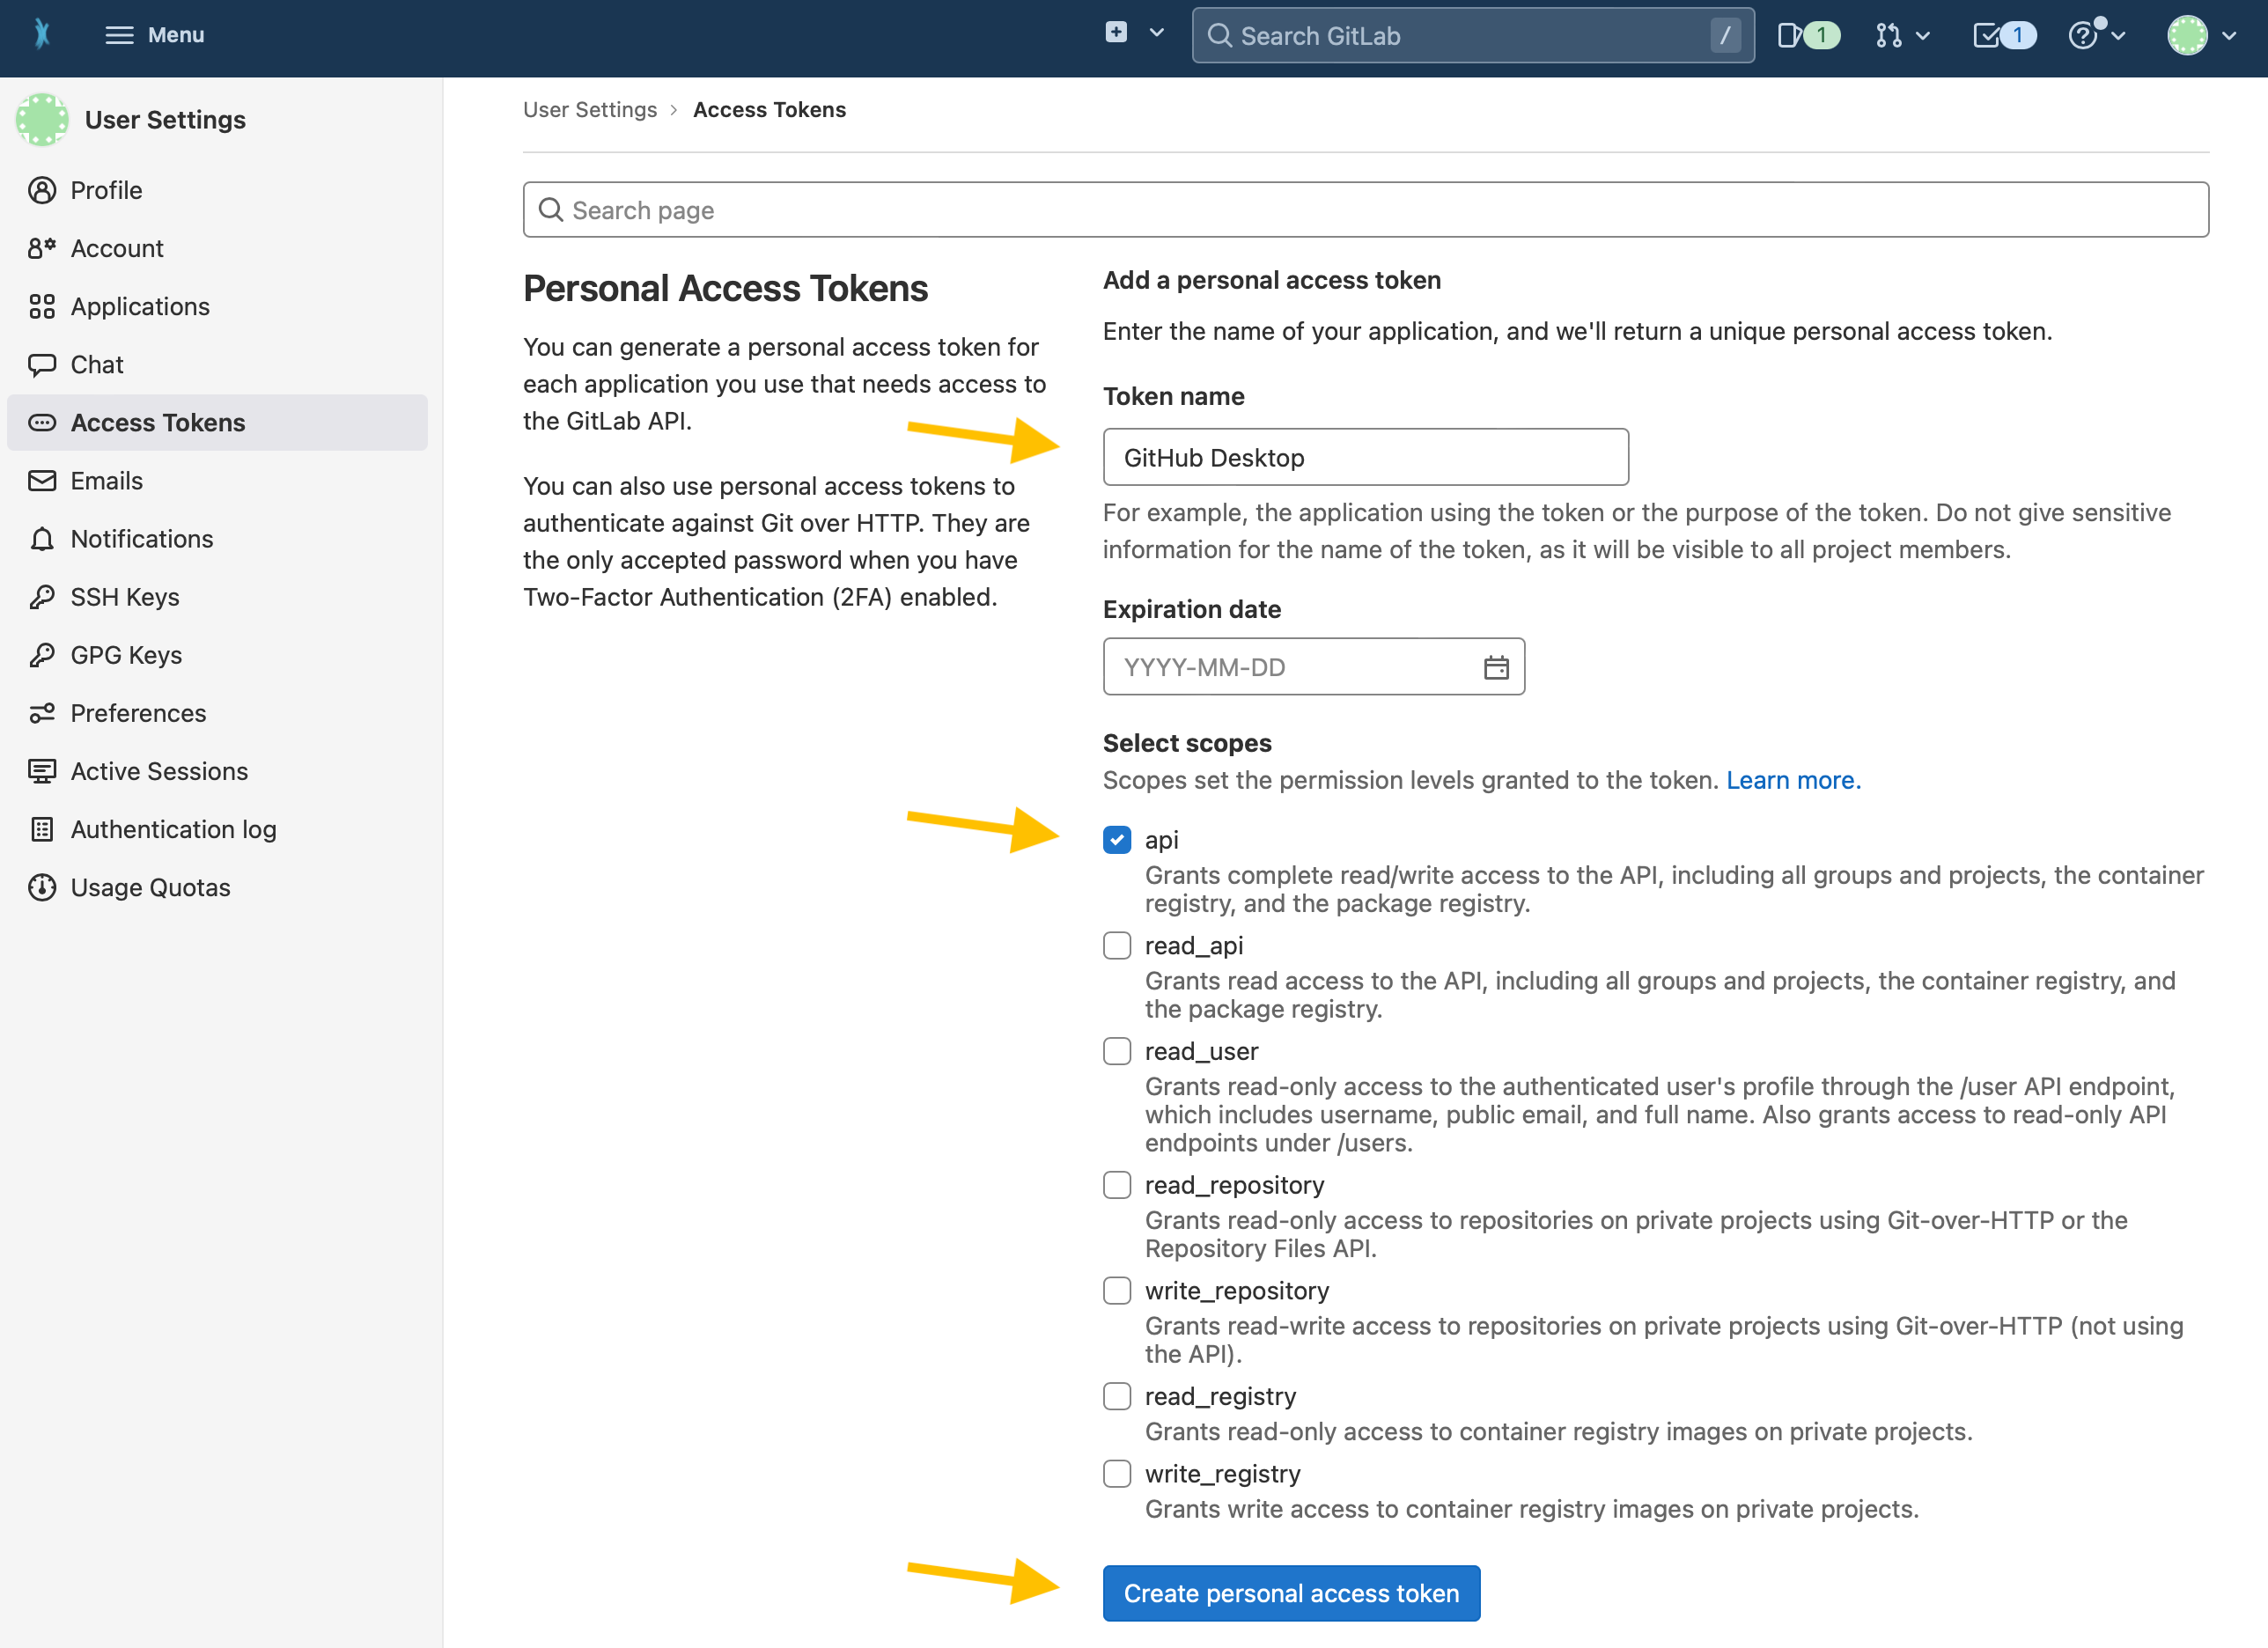 Menu
Search GitLab
/
1
1
User Settings
Profile
Account
Applications
Chat
Access Tokens
Emails
Notifications
SSH Keys
GPG Keys
Preferences
Active Sessions
Authentication log
Usage Quotas
User Settings > Access Tokens
Search page
Personal Access Tokens
You can generate a personal access token for
each application you use that needs access to
the GitLab API.
You can also use personal access tokens to
authenticate against Git over HTTP. They are
the only accepted password when you have
Two-Factor Authentication (2FA) enabled.
Add a personal access token
Enter the name of your application, and we'll return a unique personal access token.
Token name
GitHub Desktop
For example, the application using the token or the purpose of the token. Do not give sensitive
information for the name of the token, as it will be visible to all project members.
Expiration date
YYYY-MM-DD
Select scopes
Scopes set the permission levels granted to the token. Learn more.
api
Grants complete read/write access to the API, including all groups and projects, the container
registry, and the package registry.
read_api
Grants read access to the API, including all groups and projects, the container registry, and
the package registry.
read_user
Grants read-only access to the authenticated user's profile through the /user API endpoint,
which includes username, public email, and full name. Also grants access to read-only API
endpoints under /users.
read_repository
Grants read-only access to repositories on private projects using Git-over-HTTP or the
Repository Files API.
write_repository
Grants read-write access to repositories on private projects using Git-over-HTTP (not using
the API).
read_registry
Grants read-only access to container registry images on private projects.
write_registry
Grants write access to container registry images on private projects.
Create personal access token